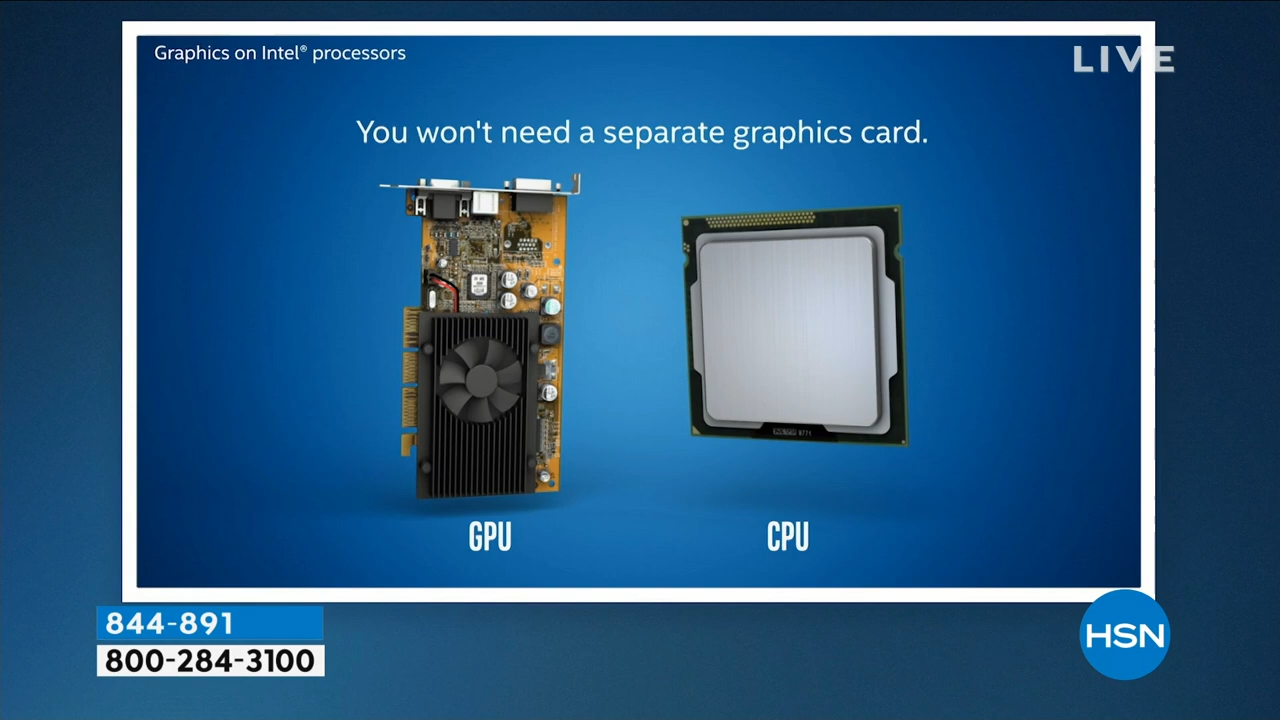 Graphics on Intel® processors
LIVE
You won't need a separate graphics card.
GPU
CPU
844-891
800-284-3100
HSN